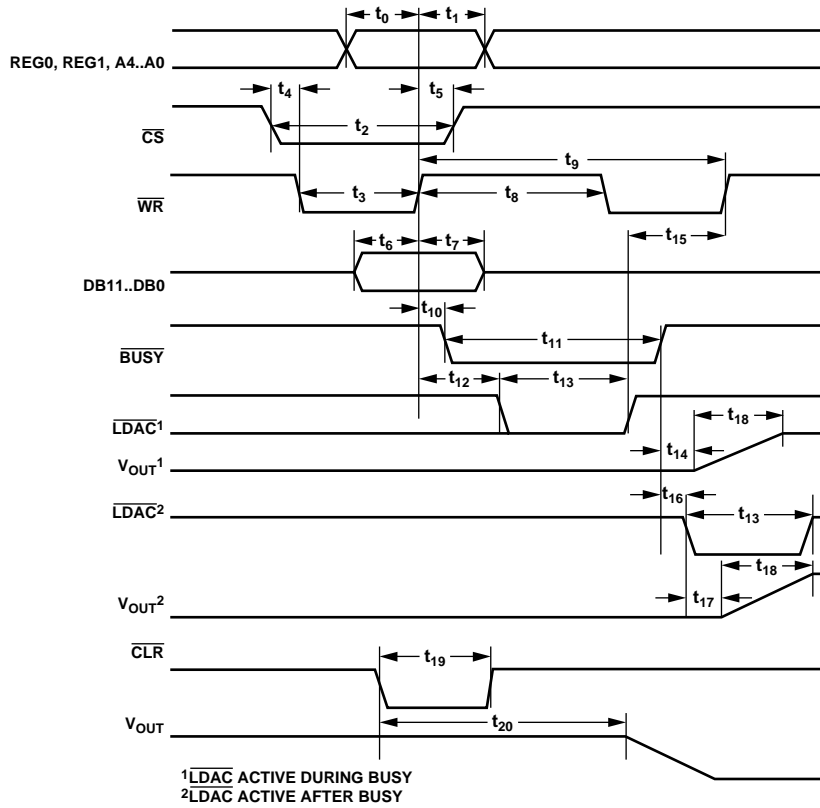 t0 t1
REG0, REG1, A4..A0
t4 t5
t2
CS
t9
t3 t8
WR
t15
t6 t7
DB11..DB0
t10
t11
BUSY
t12 t13
LDAC1
t18
t14
VOUT1
t16
LDAC2
t13
t18
t17
VOUT2
CLR
t19
VOUT
t20
1LDAC ACTIVE DURING BUSY
2LDAC ACTIVE AFTER BUSY